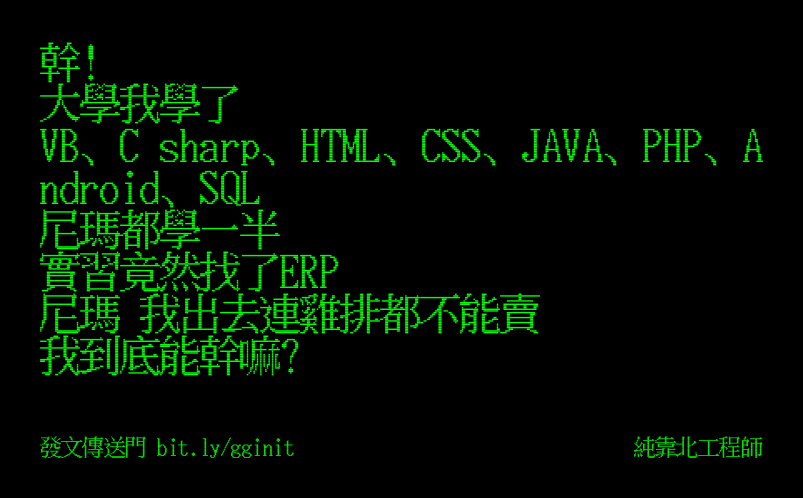 幹!
大學我學了
VB、C sharp、HTML、CSS、JAVA、PHP、A
ndroid、SQL
尼瑪都學一半
實習竟然找了ERP
尼瑪 我出去連雞排都不能賣
我到底能幹嘛?
發文傳送門 bit.ly/gginit
純靠北工程師